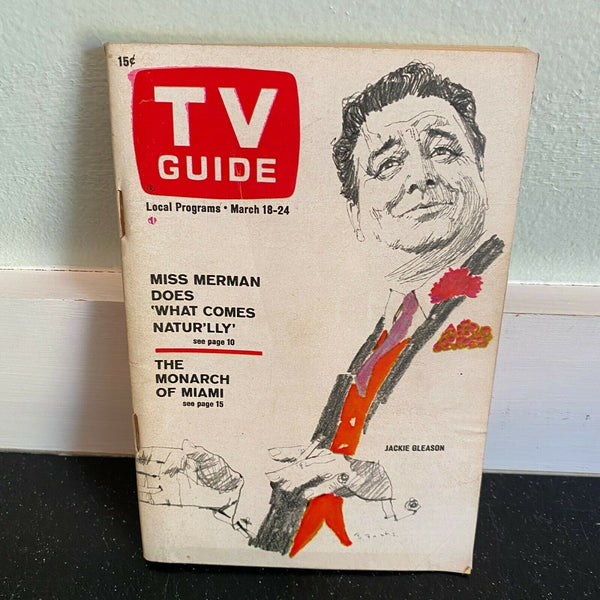 15¢
TV
GUIDE
Local Programs • March 18-24
MISS MERMAN
DOES
'WHAT COMES
NATUR'LLY'
see page 10
THE
MONARCH
OF MIAMI
see page 15
JACKIE GLEASON